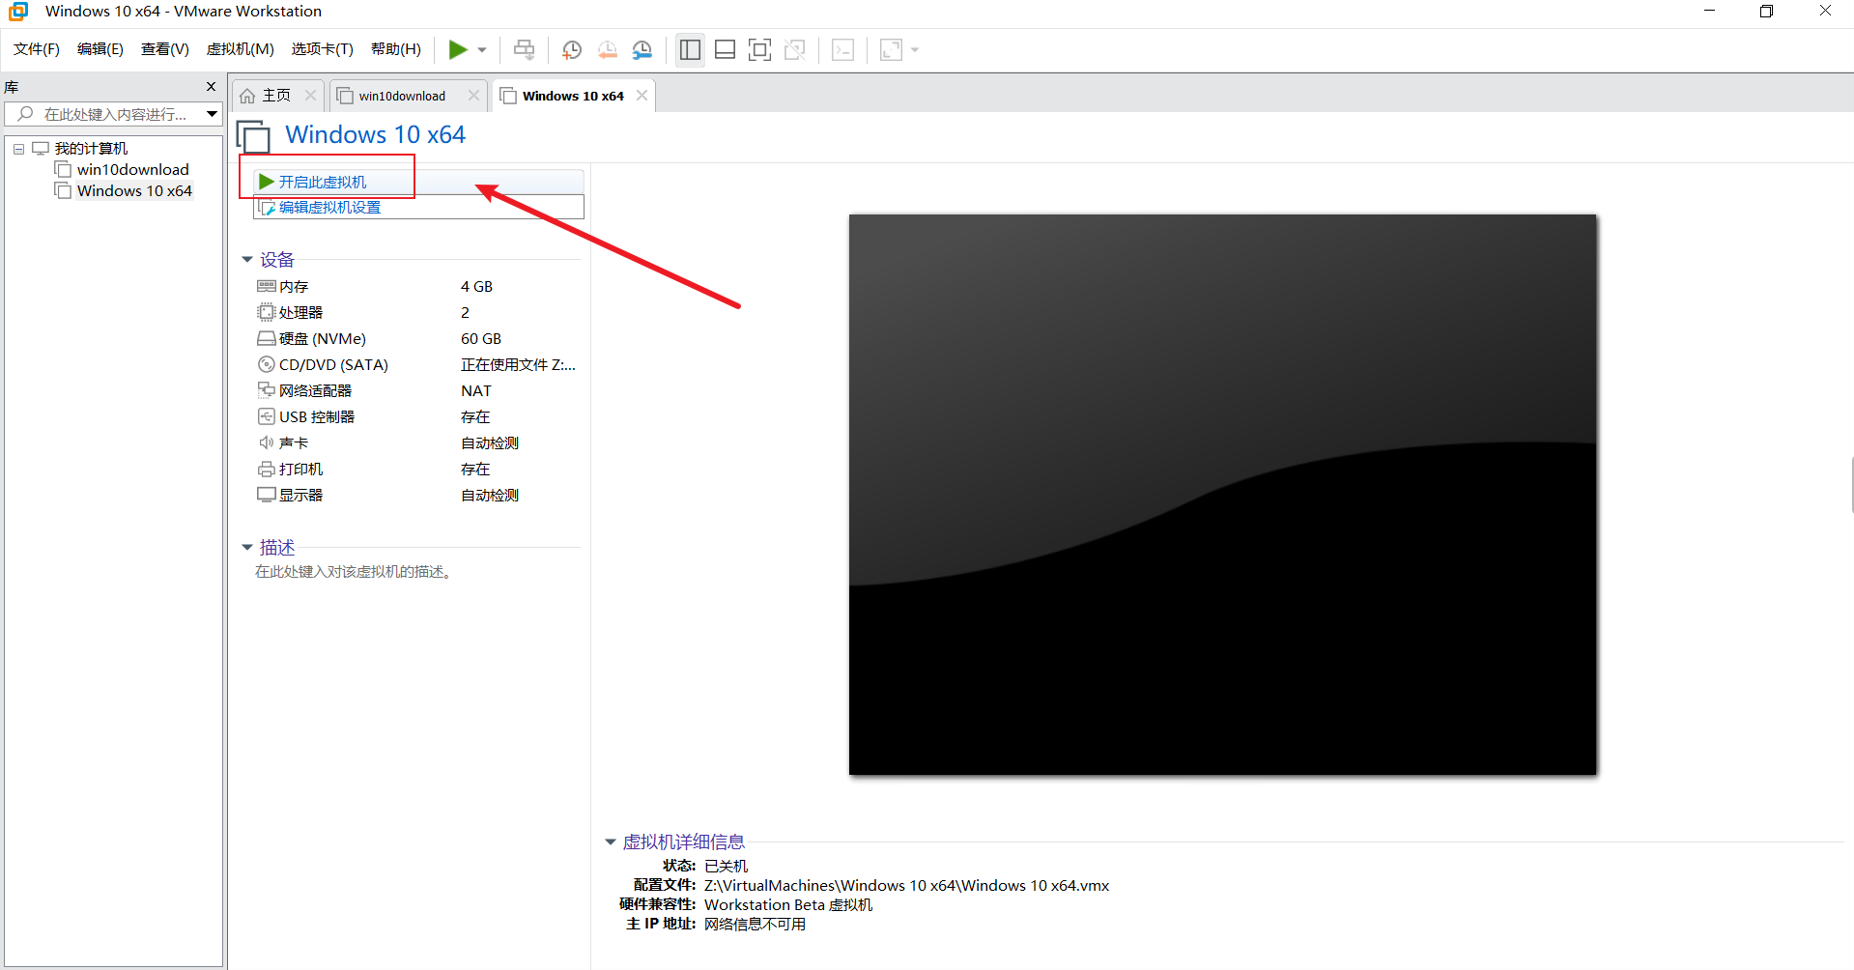 Windows 10 x64 - VMware Workstation
文件(F) 编辑(E) 查看(V) 虚拟机(M) 选项卡(T) 帮助(H)
库
在此处键入内容进行...
我的计算机
win10download
Windows 10 x64
主页 win10download Windows 10 x64
Windows 10 x64
开启此虚拟机
编辑虚拟机设置
设备
内存 4 GB
处理器 2
硬盘 (NVMe) 60 GB
CD/DVD (SATA) 正在使用文件 Z:...
网络适配器 NAT
USB 控制器 存在
声卡 自动检测
打印机 存在
显示器 自动检测
描述
在此处键入对该虚拟机的描述。
虚拟机详细信息
状态: 已关机
配置文件: Z:\VirtualMachines\Windows 10 x64\Windows 10 x64.vmx
硬件兼容性: Workstation Beta 虚拟机
主 IP 地址: 网络信息不可用